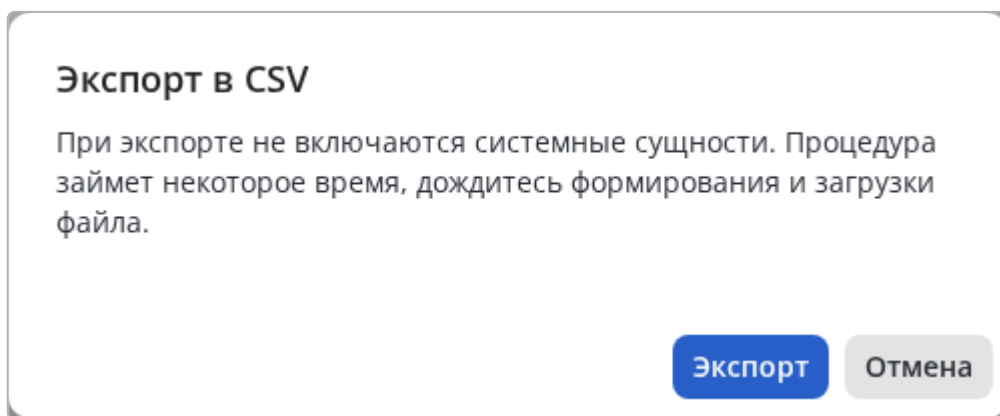 Экспорт в CSV
При экспорте не включаются системные сущности. Процедура
займет некоторое время, дождитесь формирования и загрузки
файла.
Экспорт Отмена